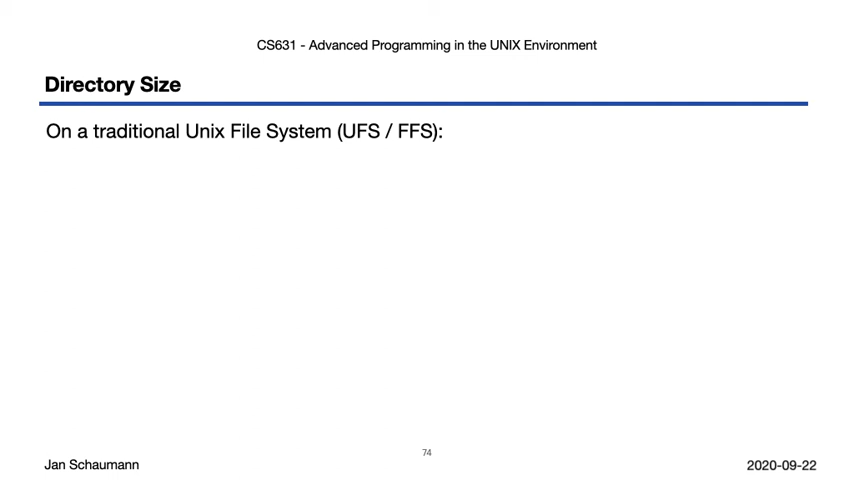 CS631 - Advanced Programming in the UNIX Environment
Directory Size
On a traditional Unix File System (UFS / FFS):
74
Jan Schaumann
2020-09-22